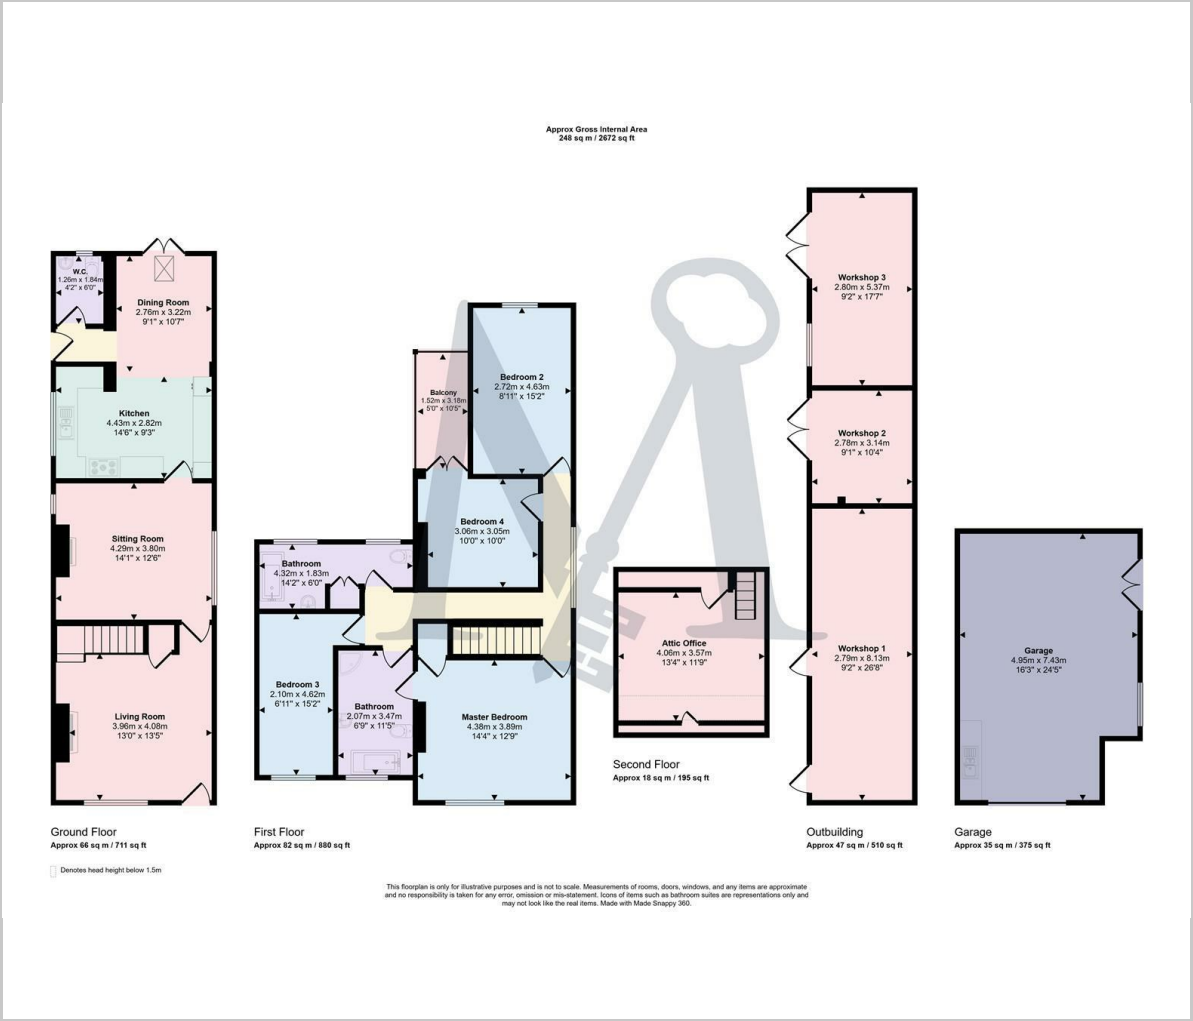 Approx Gross Internal Area
248 sq m / 2672 sq ft
W.C.
1.26m x 1.84m
4'2" x 6'0"
Dining Room
2.76m x 3.22m
9'1" x 10'7"
Kitchen
4.43m x 2.82m
14'6" x 9'3"
Sitting Room
4.29m x 3.80m
14'1" x 12'6"
Living Room
3.96m x 4.08m
13'0" x 13'5"
Ground Floor
Approx 66 sq m / 711 sq ft
Denotes head height below 1.5m
Bedroom 2
2.72m x 4.63m
8'11" x 15'2"
Balcony
1.52m x 3.18m
5'0" x 10'5"
Bedroom 4
3.06m x 3.05m
10'0" x 10'0"
Bathroom
4.32m x 1.83m
14'2" x 6'0"
Bedroom 3
2.10m x 4.62m
6'11" x 15'2"
Bathroom
2.07m x 3.47m
6'9" x 11'5"
Master Bedroom
4.38m x 3.89m
14'4" x 12'9"
First Floor
Approx 82 sq m / 880 sq ft
Attic Office
4.06m x 3.57m
13'4" x 11'9"
Second Floor
Approx 18 sq m / 195 sq ft
Workshop 3
2.80m x 5.37m
9'2" x 17'7"
Workshop 2
2.78m x 3.14m
9'1" x 10'4"
Workshop 1
2.79m x 8.13m
9'2" x 26'8"
Outbuilding
Approx 47 sq m / 510 sq ft
Garage
4.95m x 7.43m
16'3" x 24'5"
Garage
Approx 35 sq m / 375 sq ft
This floorplan is only for illustrative purposes and is not to scale. Measurements of rooms, doors, windows, and any items are approximate
and no responsibility is taken for any error, omission or mis-statement. Icons of items such as bathroom suites are representations only and
may not look like the real items. Made with Made Snappy 360.